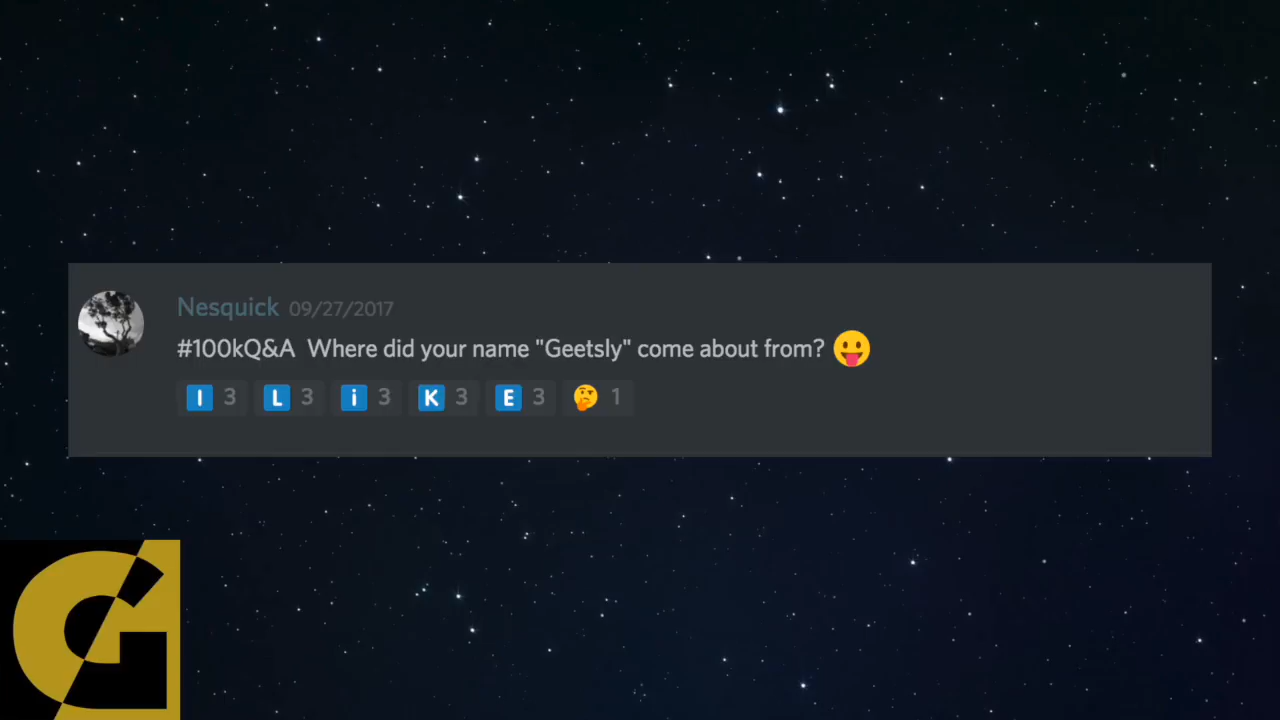 Nesquick 09/27/2017
#100kQ&A Where did your name "Geetsly" come about from? 😛
I 3 L 3 i 3 K 3 E 3 🤔 1
G